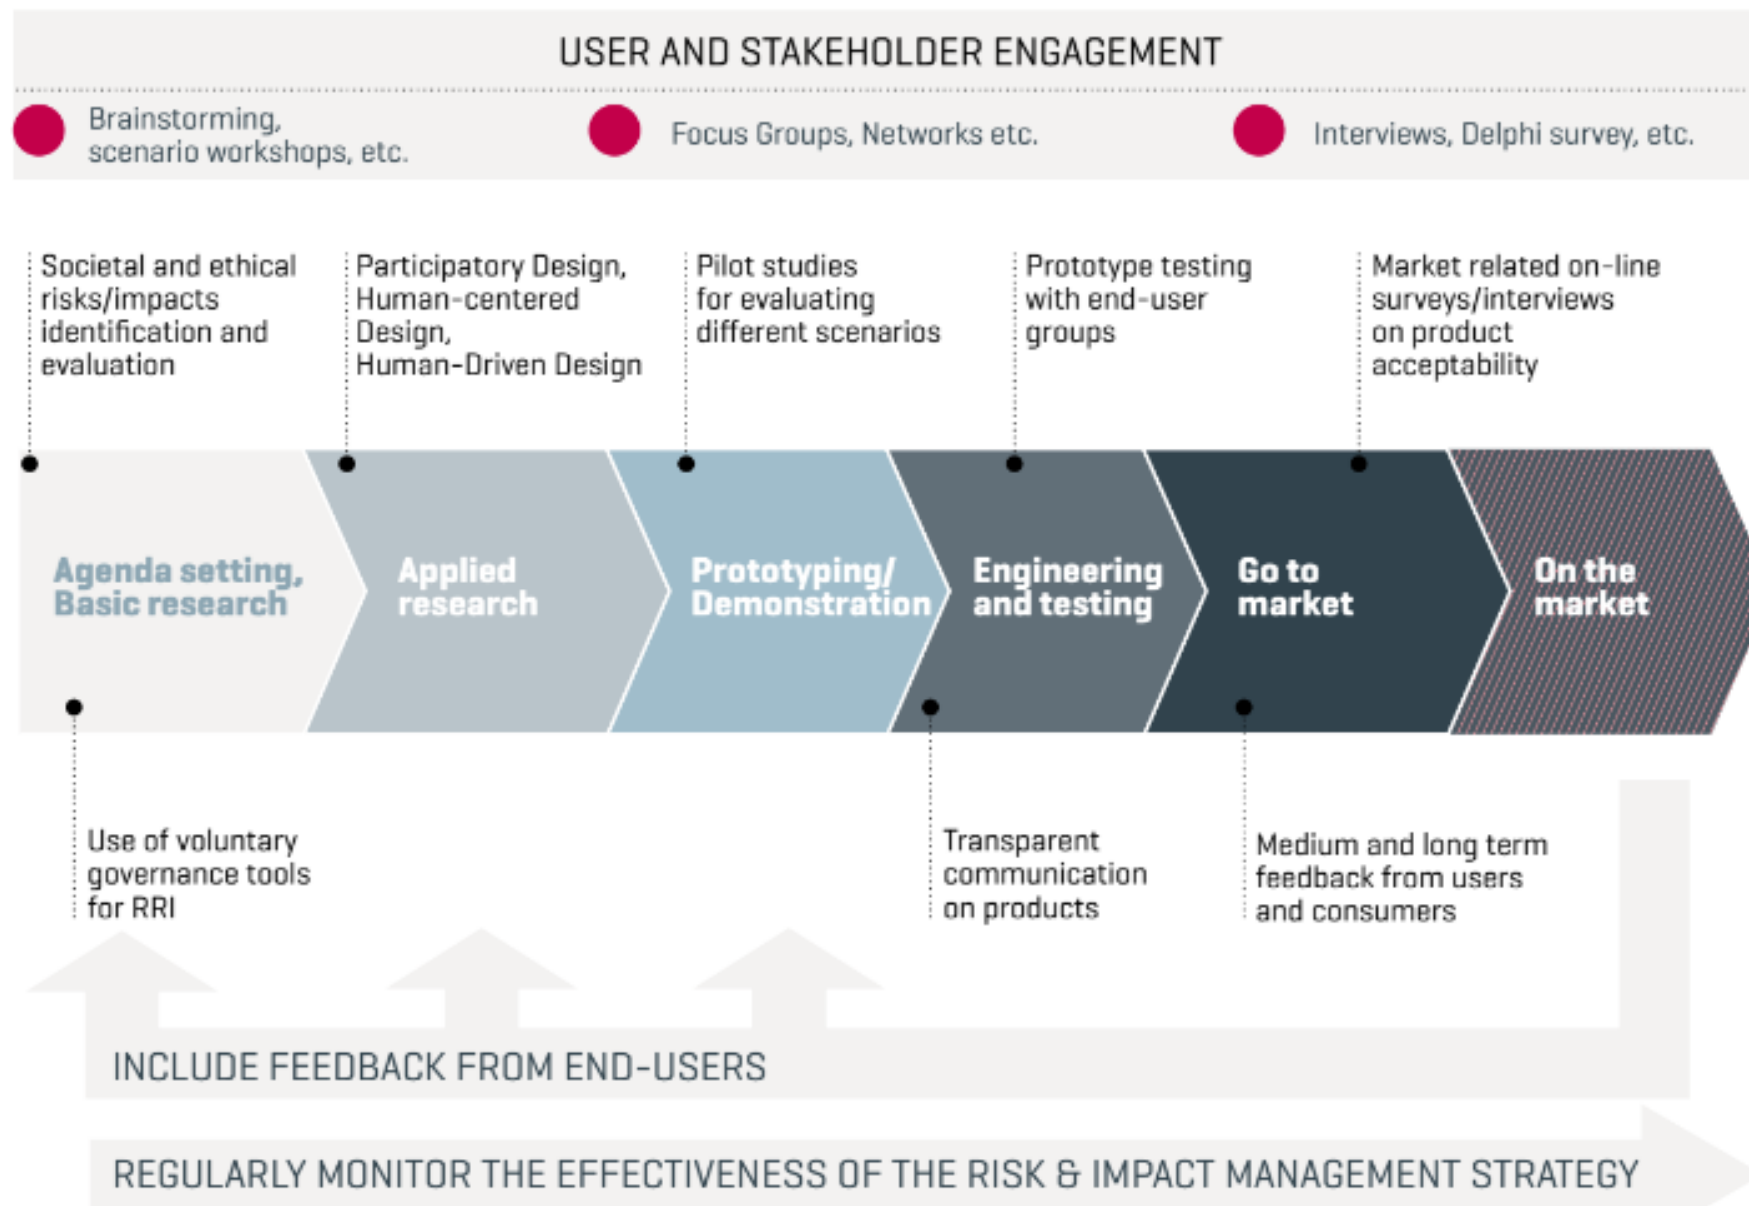 USER AND STAKEHOLDER ENGAGEMENT
Brainstorming,
scenario workshops, etc.
Focus Groups, Networks etc.
Interviews, Delphi survey, etc.
Societal and ethical
risks/impacts
identification and
evaluation
Participatory Design,
Human-centered
Design,
Human-Driven Design
Pilot studies
for evaluating
different scenarios
Prototype testing
with end-user
groups
Market related on-line
surveys/interviews
on product
acceptability
Agenda setting,
Basic research
Applied
research
Prototyping/
Demonstration
Engineering
and testing
Go to
market
On the
market
Use of voluntary
governance tools
for RRI
Transparent
communication
on products
Medium and long term
feedback from users
and consumers
INCLUDE FEEDBACK FROM END-USERS
REGULARLY MONITOR THE EFFECTIVENESS OF THE RISK & IMPACT MANAGEMENT STRATEGY